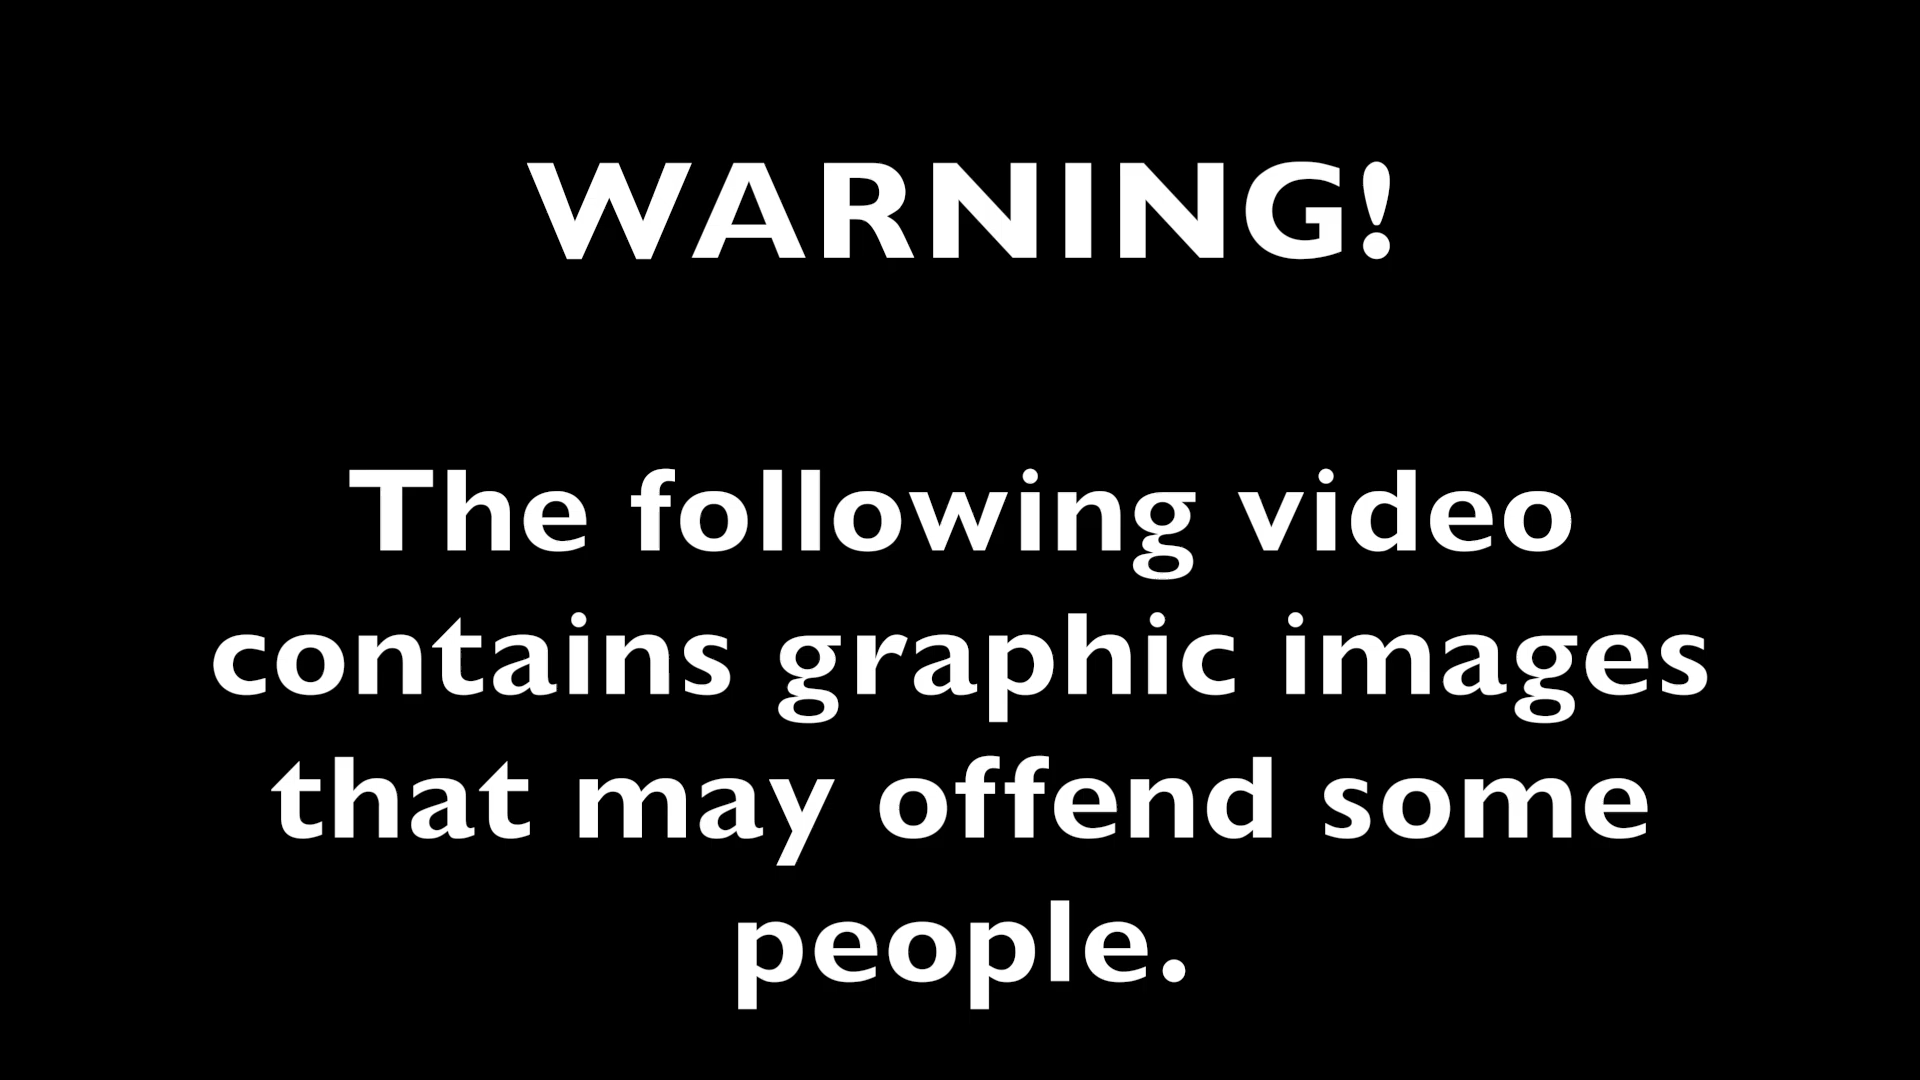 WARNING!
The following video
contains graphic images
that may offend some
people.